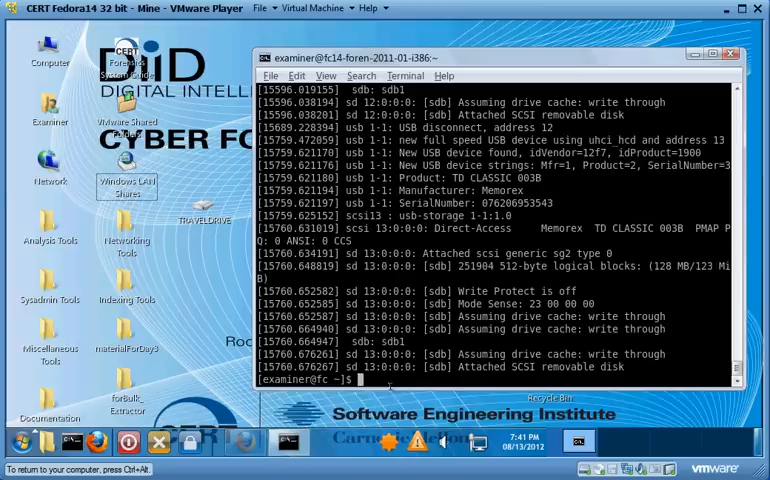 CERT Fedora14 32 bit - Mine - VMware Player File Virtual Machine Help
Computer
CERT
Forensics
System Guide
DiiD
DIGITAL INTELL
Examiner
VMware Shared
Folders
CYBER FO
Network
Windows LAN
Shares
TRAVELDRIVE
Analysis Tools
Networking
Tools
Sysadmin Tools
Indexing Tools
Roo
Miscellaneous
Tools
materialForDay3
forBulk_
Extractor
Documentation
examiner@fc14-foren-2011-01-i386:~
File Edit View Search Terminal Help
[15596.019155]  sdb: sdb1
[15596.038194] sd 12:0:0:0: [sdb] Assuming drive cache: write through
[15596.038201] sd 12:0:0:0: [sdb] Attached SCSI removable disk
[15689.228394] usb 1-1: USB disconnect, address 12
[15759.472059] usb 1-1: new full speed USB device using uhci_hcd and address 13
[15759.621170] usb 1-1: New USB device found, idVendor=12f7, idProduct=1900
[15759.621176] usb 1-1: New USB device strings: Mfr=1, Product=2, SerialNumber=3
[15759.621180] usb 1-1: Product: TD CLASSIC 003B
[15759.621194] usb 1-1: Manufacturer: Memorex
[15759.621197] usb 1-1: SerialNumber: 076206953543
[15759.625152] scsi13 : usb-storage 1-1:1.0
[15760.631019] scsi 13:0:0:0: Direct-Access     Memorex  TD CLASSIC 003B  PMAP P
Q: 0 ANSI: 0 CCS
[15760.634191] sd 13:0:0:0: Attached scsi generic sg2 type 0
[15760.648819] sd 13:0:0:0: [sdb] 251904 512-byte logical blocks: (128 MB/123 Mi
B)
[15760.652582] sd 13:0:0:0: [sdb] Write Protect is off
[15760.652585] sd 13:0:0:0: [sdb] Mode Sense: 23 00 00 00
[15760.652587] sd 13:0:0:0: [sdb] Assuming drive cache: write through
[15760.664940] sd 13:0:0:0: [sdb] Assuming drive cache: write through
[15760.664947]  sdb: sdb1
[15760.676261] sd 13:0:0:0: [sdb] Assuming drive cache: write through
[15760.676267] sd 13:0:0:0: [sdb] Attached SCSI removable disk
[examiner@fc ~]$
Recycle Bin
Software Engineering Institute
CERT
Carnegie Mellon
7:41 PM
08/13/2012
To return to your computer, press Ctrl+Alt.
vmware